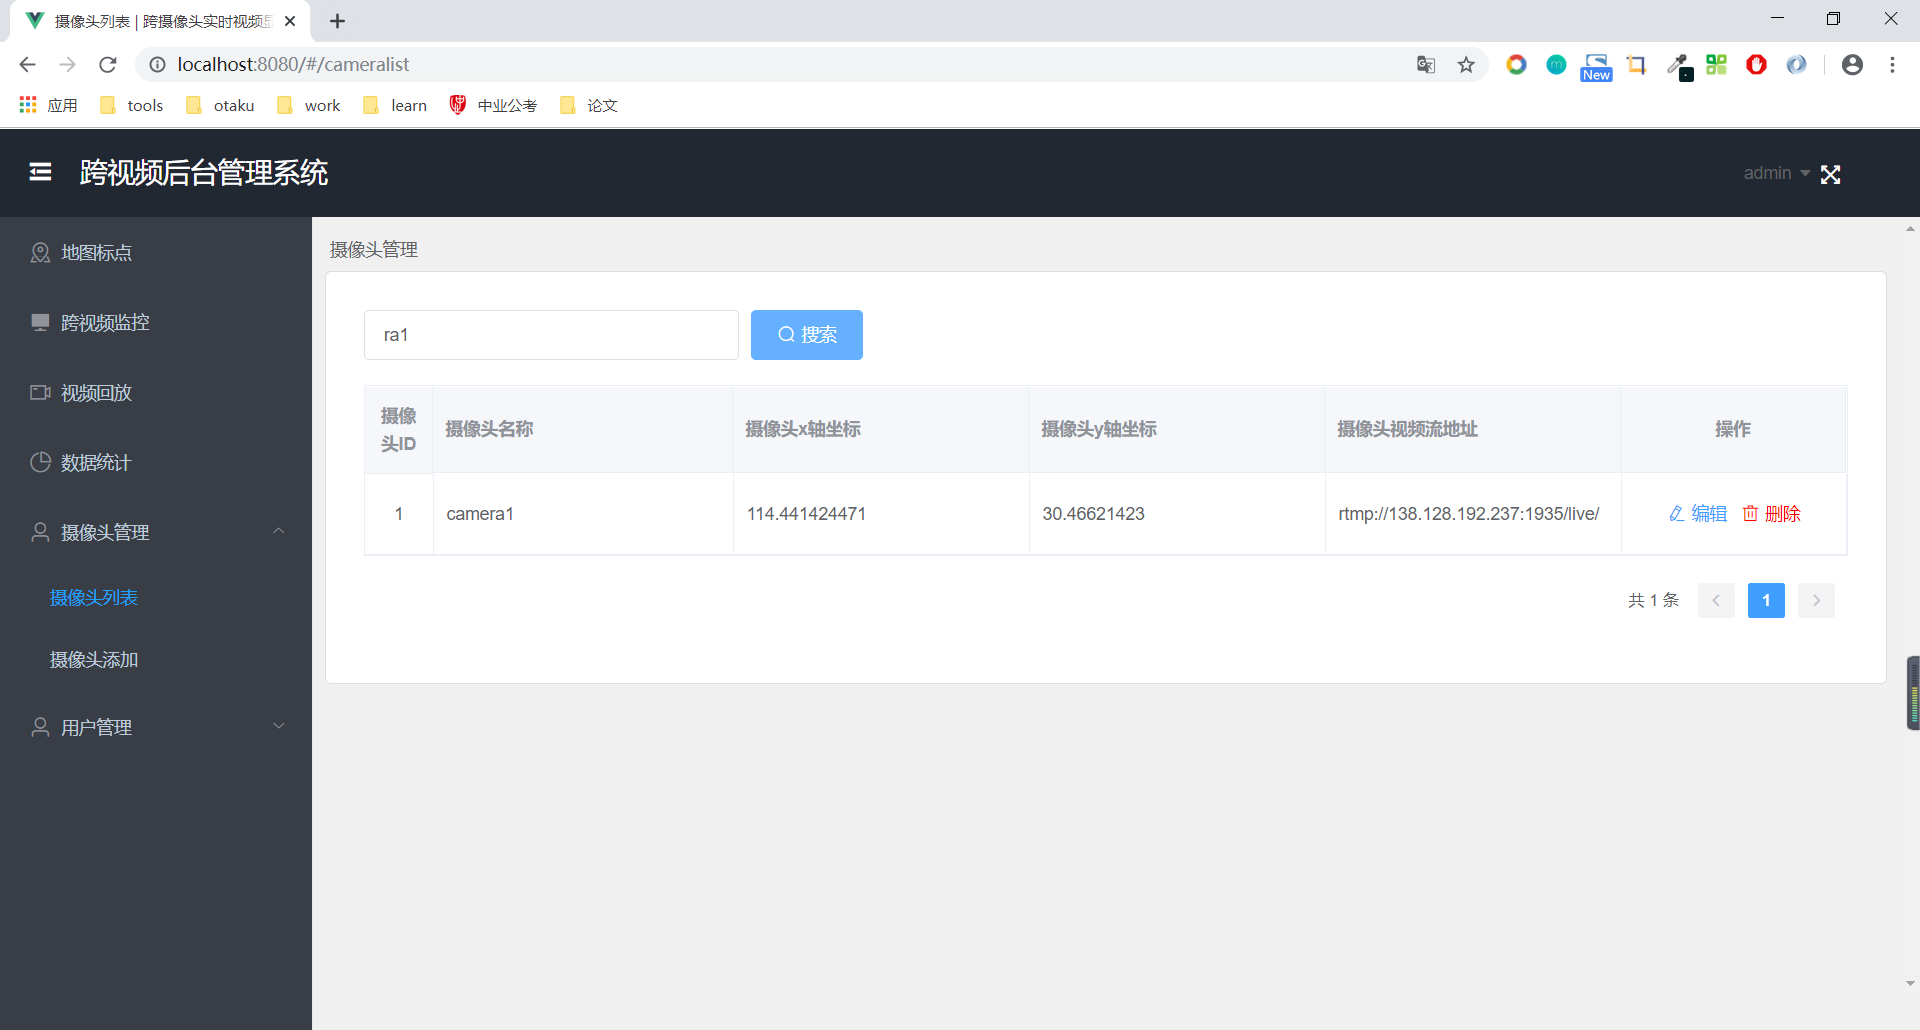 摄像头列表 | 跨摄像头实时视频
localhost:8080/#/cameralist
New
应用 tools otaku work learn 中业公考 论文
跨视频后台管理系统
admin
地图标点
跨视频监控
视频回放
数据统计
摄像头管理
摄像头列表
摄像头添加
用户管理
摄像头管理
ra1
搜索
摄像头ID 摄像头名称 摄像头x轴坐标 摄像头y轴坐标 摄像头视频流地址 操作
1 camera1 114.441424471 30.46621423 rtmp://138.128.192.237:1935/live/ 编辑 删除
共 1 条
1